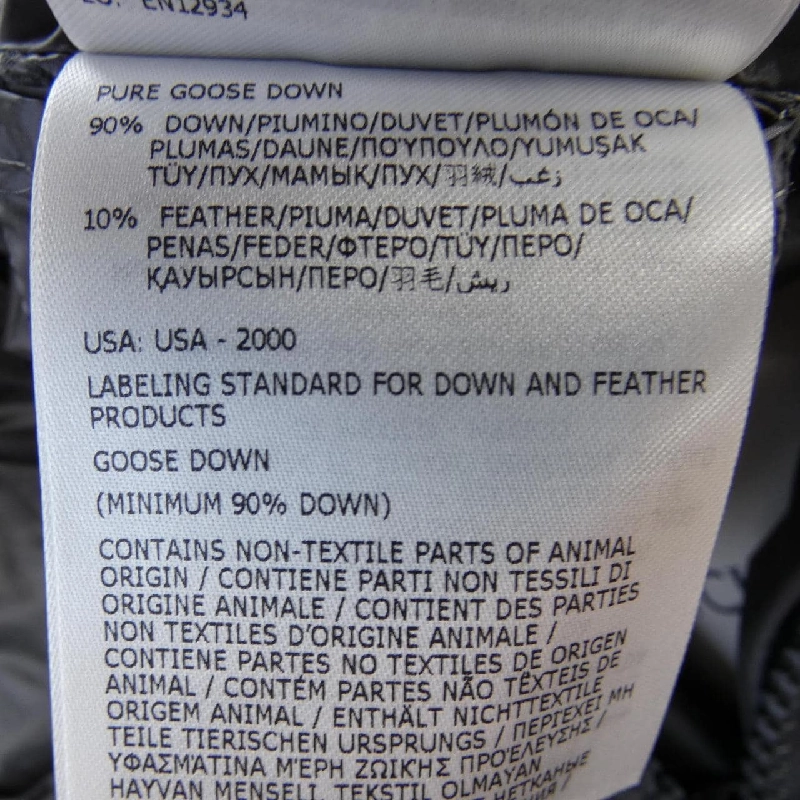 EN12934
PURE GOOSE DOWN
90% DOWN/PIUMINO/DUVET/PLUMÓN DE OCA/
PLUMAS/DAUNE/ΠΟΎΠΟΥΛΟ/YUMUŞAK
TÜY/ПУХ/МАМЫҚ/ПУХ/羽絨/زغب
10% FEATHER/PIUMA/DUVET/PLUMA DE OCA/
PENAS/FEDER/ΦΤΕΡΟ/TÜY/ПЕРО/
ҚАУЫРСЫН/ПЕРО/羽毛/ريش
USA: USA - 2000
LABELING STANDARD FOR DOWN AND FEATHER
PRODUCTS
GOOSE DOWN
(MINIMUM 90% DOWN)
CONTAINS NON-TEXTILE PARTS OF ANIMAL
ORIGIN / CONTIENE PARTI NON TESSILI DI
ORIGINE ANIMALE / CONTIENT DES PARTIES
NON TEXTILES D'ORIGINE ANIMALE /
CONTIENE PARTES NO TEXTILES DE ORIGEN
ANIMAL / CONTÉM PARTES NÃO TÊXTEIS DE
ORIGEM ANIMAL / ENTHÄLT NICHTTEXTILE
TEILE TIERISCHEN URSPRUNGS / ΠΕΡΙΕΧΕΙ ΜΗ
ΥΦΑΣΜΆΤΙΝΑ ΜΈΡΗ ΖΩΙΚΉΣ ΠΡΟΈΛΕΥΣΗΣ /
HAYVAN MENŞELİ, TEKSTIL OLMAYAN